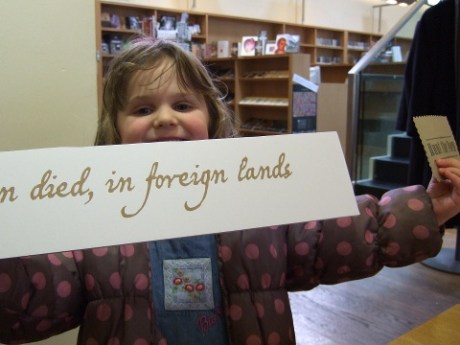 n died, in foreign lands